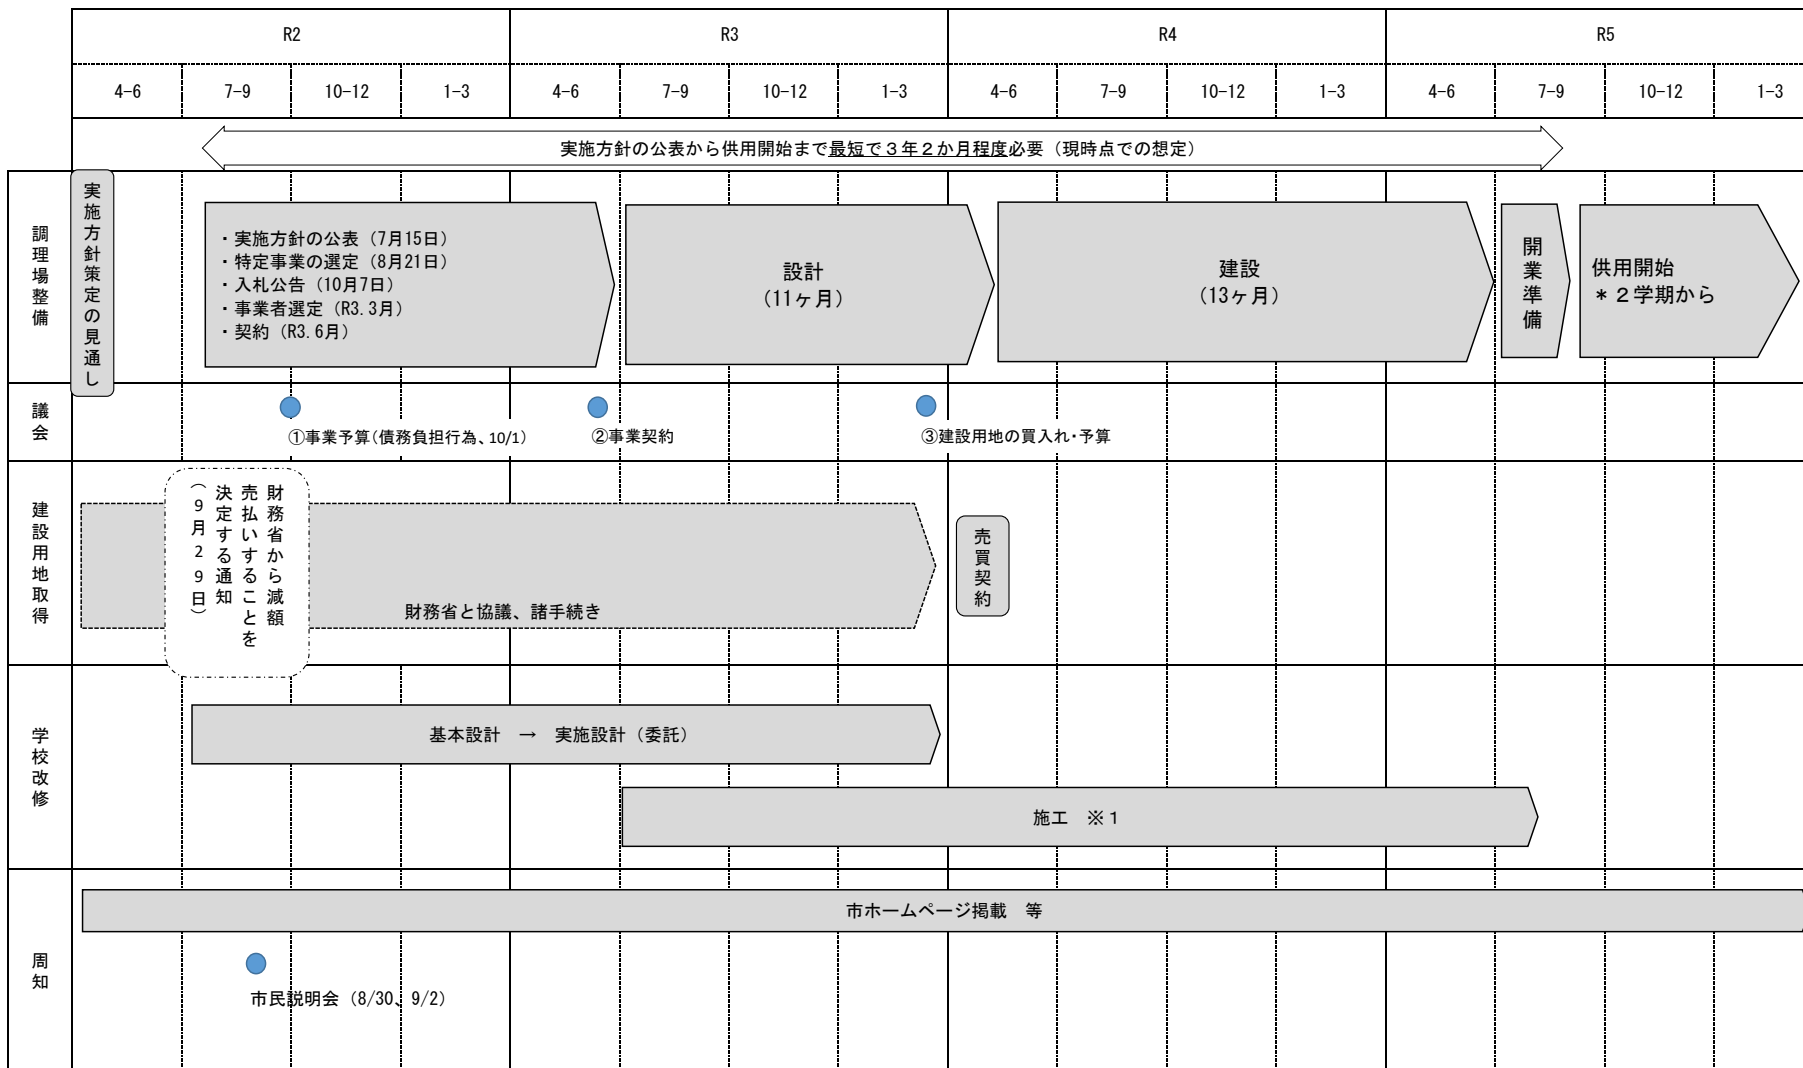 R2
R3
R4
R5
4-6
7-9
10-12
1-3
4-6
7-9
10-12
1-3
4-6
7-9
10-12
1-3
4-6
7-9
10-12
1-3
実施方針の公表から供用開始まで最短で３年２か月程度必要（現時点での想定）
調理場整備
実施方針策定の見通し
・実施方針の公表（7月15日）
・特定事業の選定（8月21日）
・入札公告（10月7日）
・事業者選定（R3.3月）
・契約（R3.6月）
設計
（11ヶ月）
建設
（13ヶ月）
開業準備
供用開始
＊２学期から
議会
①事業予算（債務負担行為、10/1）
②事業契約
③建設用地の買入れ・予算
建設用地取得
財務省から減額
売払いすることを
決定する通知
（9月29日）
財務省と協議、諸手続き
売買契約
学校改修
基本設計　→　実施設計（委託）
施工　※１
周知
市ホームページ掲載　等
市民説明会（8/30、9/2）